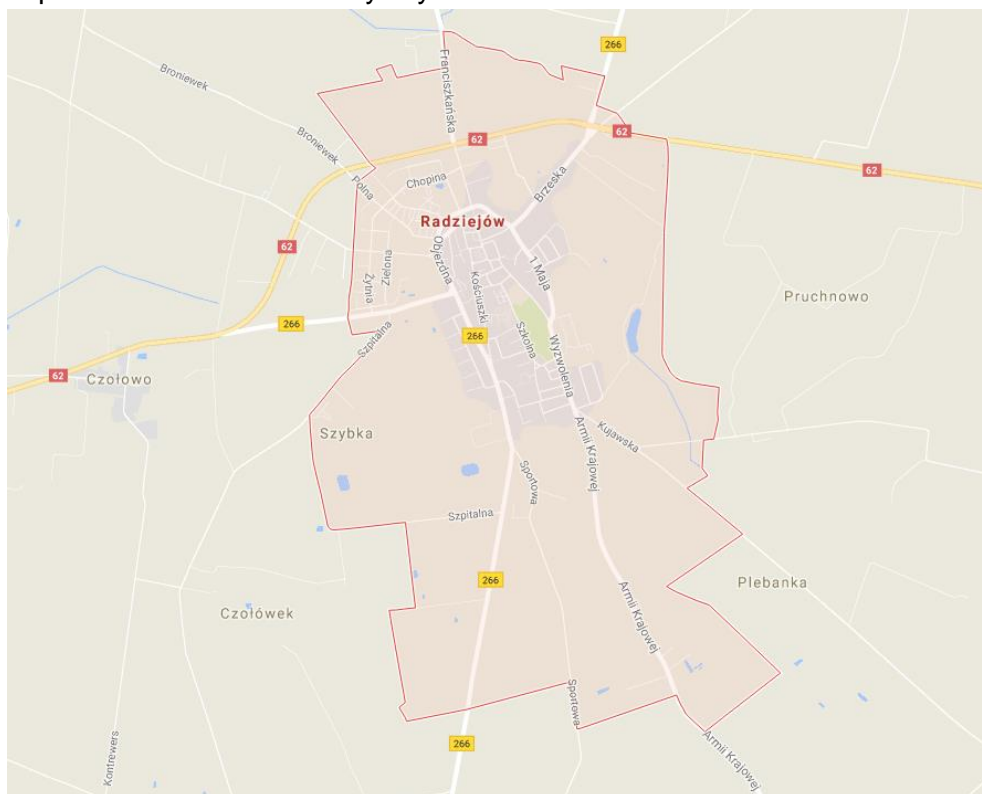 266
Franciszkańska
Broniewek
62
Broniewek
62
62
Chopina
Polna
Brzeska
Radziejów
Objezdna
62
Zielona
1 Maja
Kościuszki
Żytnia
Pruchnowo
266
Szpitalna
266
Szkolna
Wyzwolenia
62
Czołowo
Szybka
Kujawska
Armii Krajowej
Sportowa
Szpitalna
266
Plebanka
Armii Krajowej
Czołówek
Sportowa
266
Armii Krajowej
Kontrewers